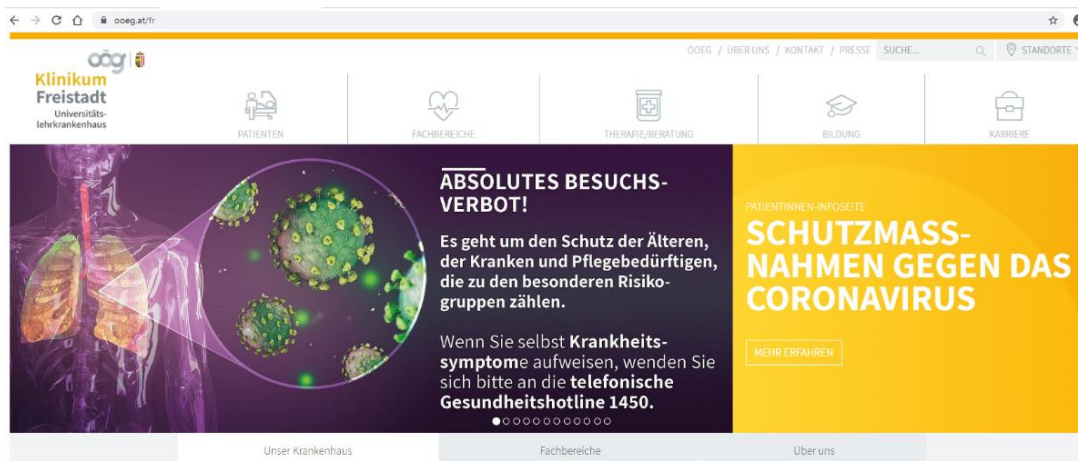 ooeg.at/fr
OOEG / ÜBER UNS / KONTAKT / PRESSE
SUCHE...
STANDORTE
oög
Klinikum
Freistadt
Universitäts-
lehrkrankenhaus
PATIENTEN
FACHBEREICHE
THERAPIE/BERATUNG
BILDUNG
KARRIERE
ABSOLUTES BESUCHS-
VERBOT!
Es geht um den Schutz der Älteren,
der Kranken und Pflegebedürftigen,
die zu den besonderen Risiko-
gruppen zählen.
Wenn Sie selbst Krankheits-
symptome aufweisen, wenden Sie
sich bitte an die telefonische
Gesundheitshotline 1450.
PATIENTINNEN-INFOSEITE
SCHUTZMASS-
NAHMEN GEGEN DAS
CORONAVIRUS
MEHR ERFAHREN
Unser Krankenhaus
Fachbereiche
Über uns